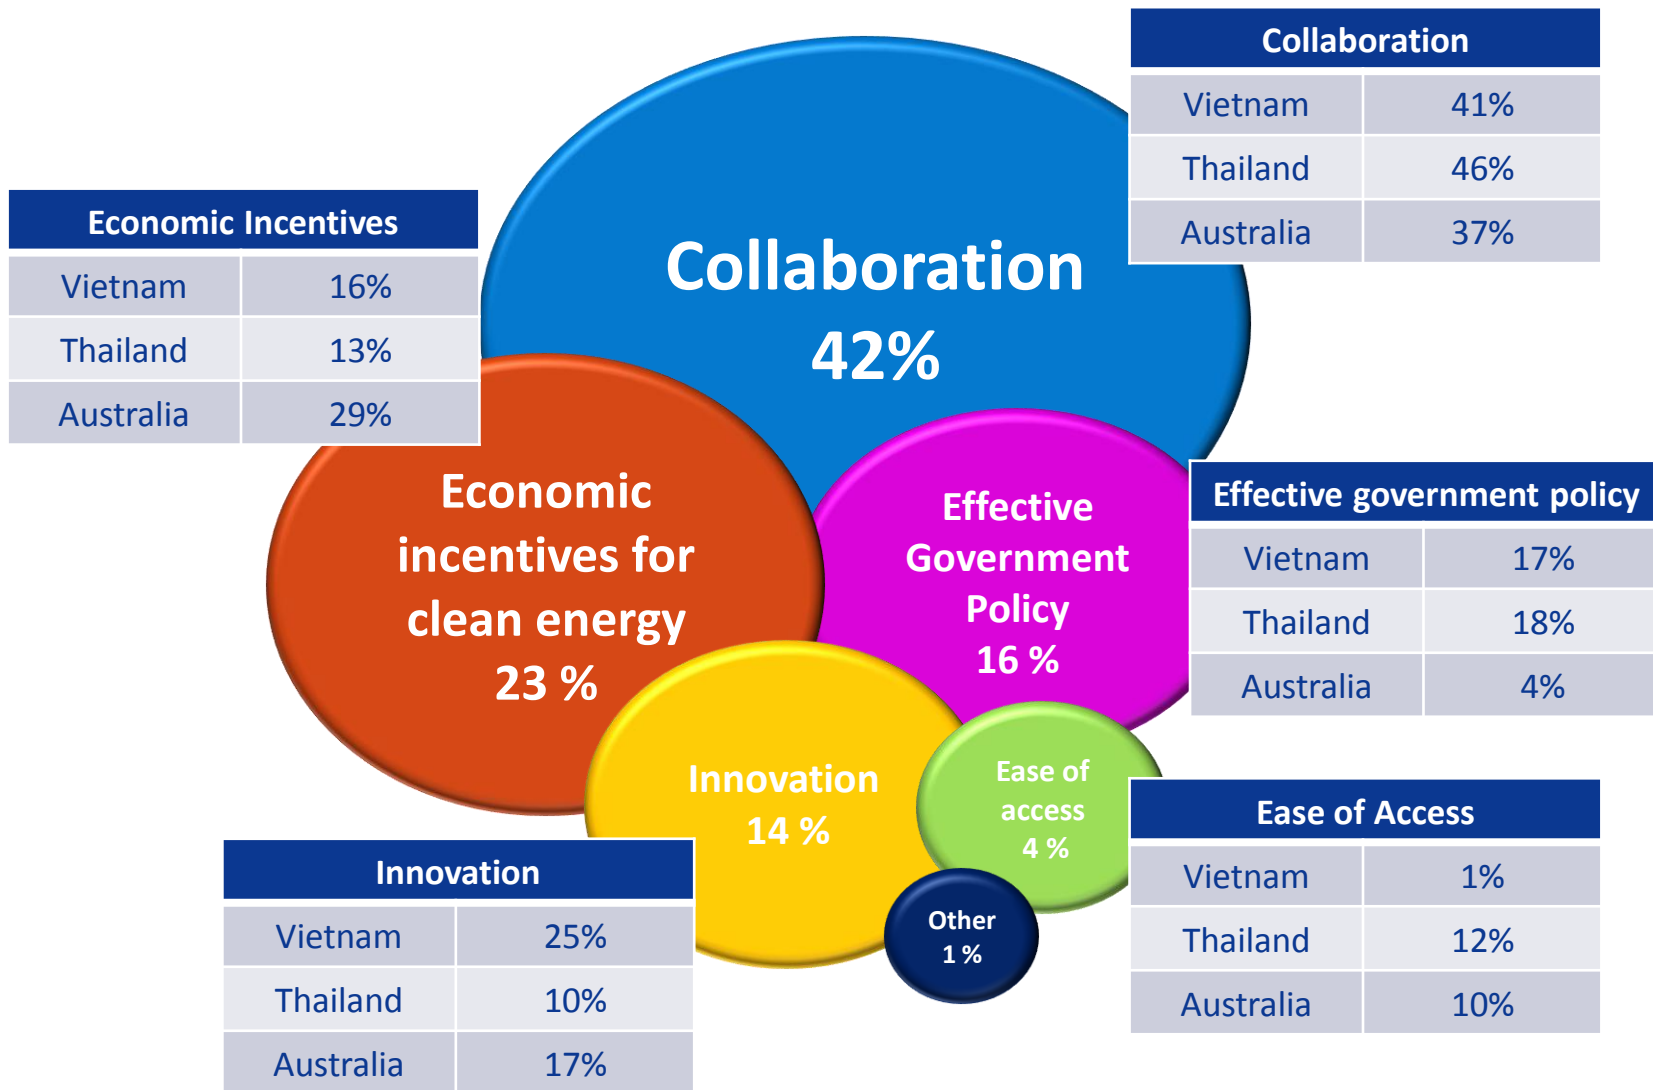 Collaboration
Vietnam 41%
Thailand 46%
Australia 37%
Economic Incentives
Vietnam 16%
Thailand 13%
Australia 29%
Collaboration
42%
Economic
incentives for
clean energy
23 %
Effective
Government
Policy
16 %
Effective government policy
Vietnam 17%
Thailand 18%
Australia 4%
Innovation
14 %
Ease of
access
4 %
Ease of Access
Vietnam 1%
Thailand 12%
Australia 10%
Other
1 %
Innovation
Vietnam 25%
Thailand 10%
Australia 17%